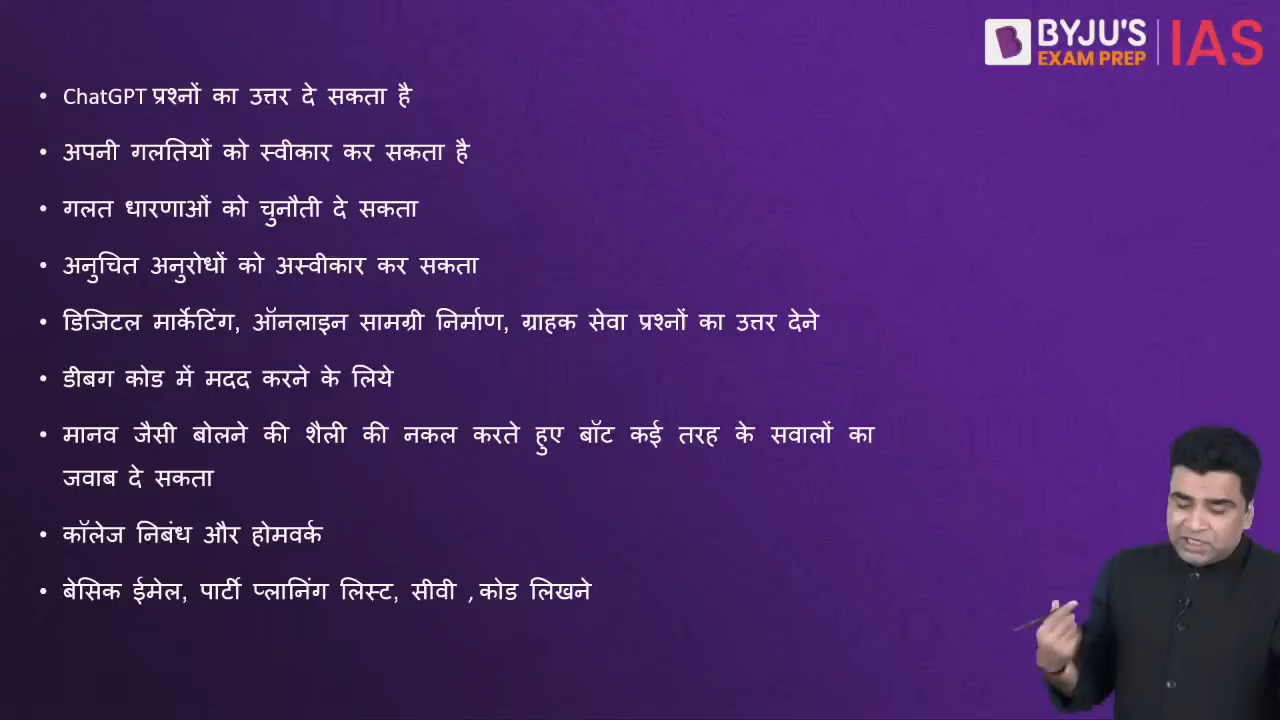 BYJU'S
EXAM PREP
IAS
• ChatGPT प्रश्नों का उत्तर दे सकता है
• अपनी गलतियों को स्वीकार कर सकता है
• गलत धारणाओं को चुनौती दे सकता
• अनुचित अनुरोधों को अस्वीकार कर सकता
• डिजिटल मार्केटिंग, ऑनलाइन सामग्री निर्माण, ग्राहक सेवा प्रश्नों का उत्तर देने
• डीबग कोड में मदद करने के लिये
• मानव जैसी बोलने की शैली की नकल करते हुए बॉट कई तरह के सवालों का
जवाब दे सकता
• कॉलेज निबंध और होमवर्क
• बेसिक ईमेल, पार्टी प्लानिंग लिस्ट, सीवी ,कोड लिखने